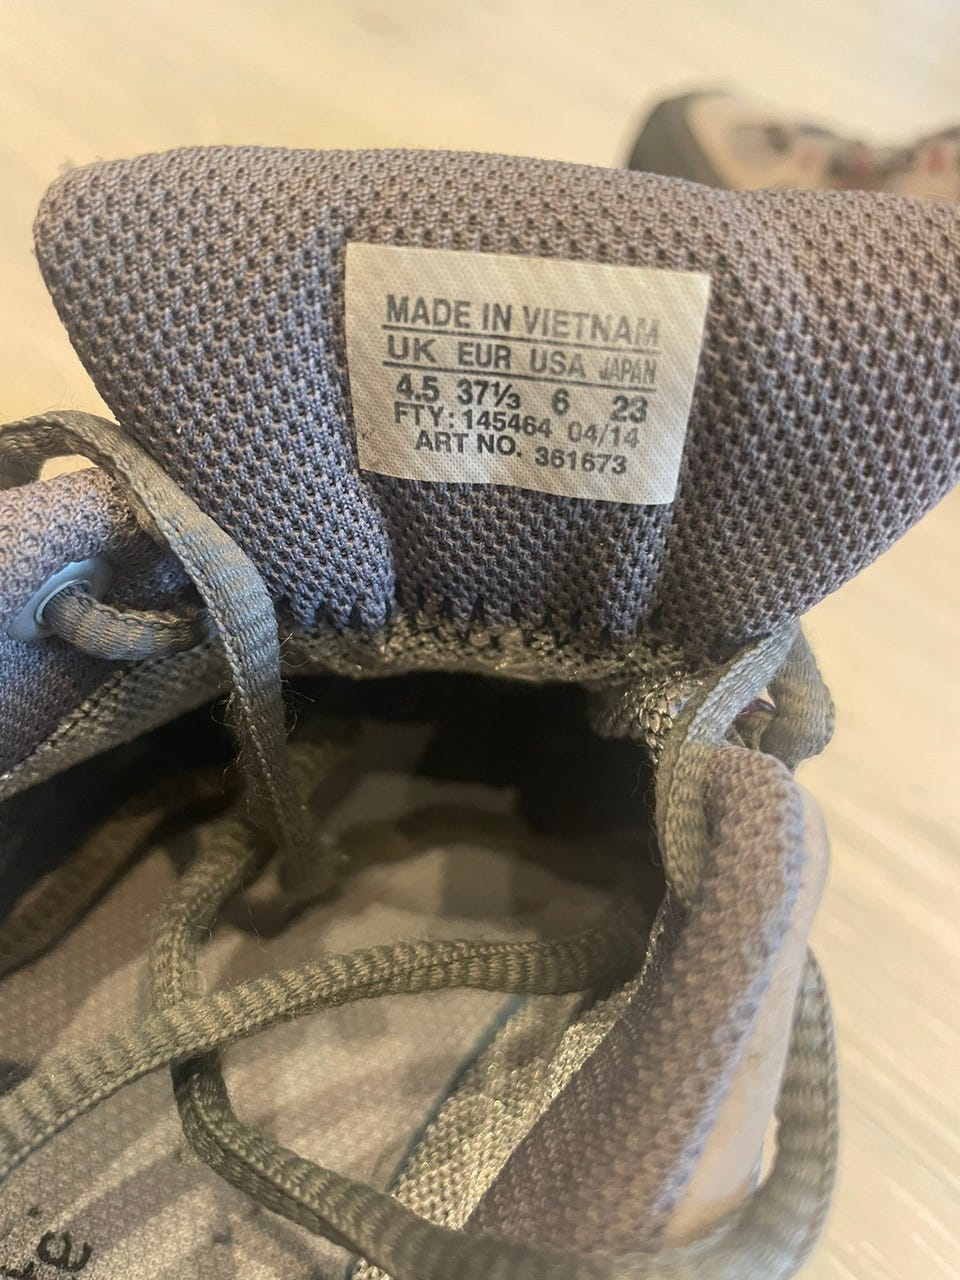 MADE IN VIETNAM
UK EUR USA JAPAN
4.5 37⅓ 6 23
FTY: 145464 04/14
ART NO. 361673